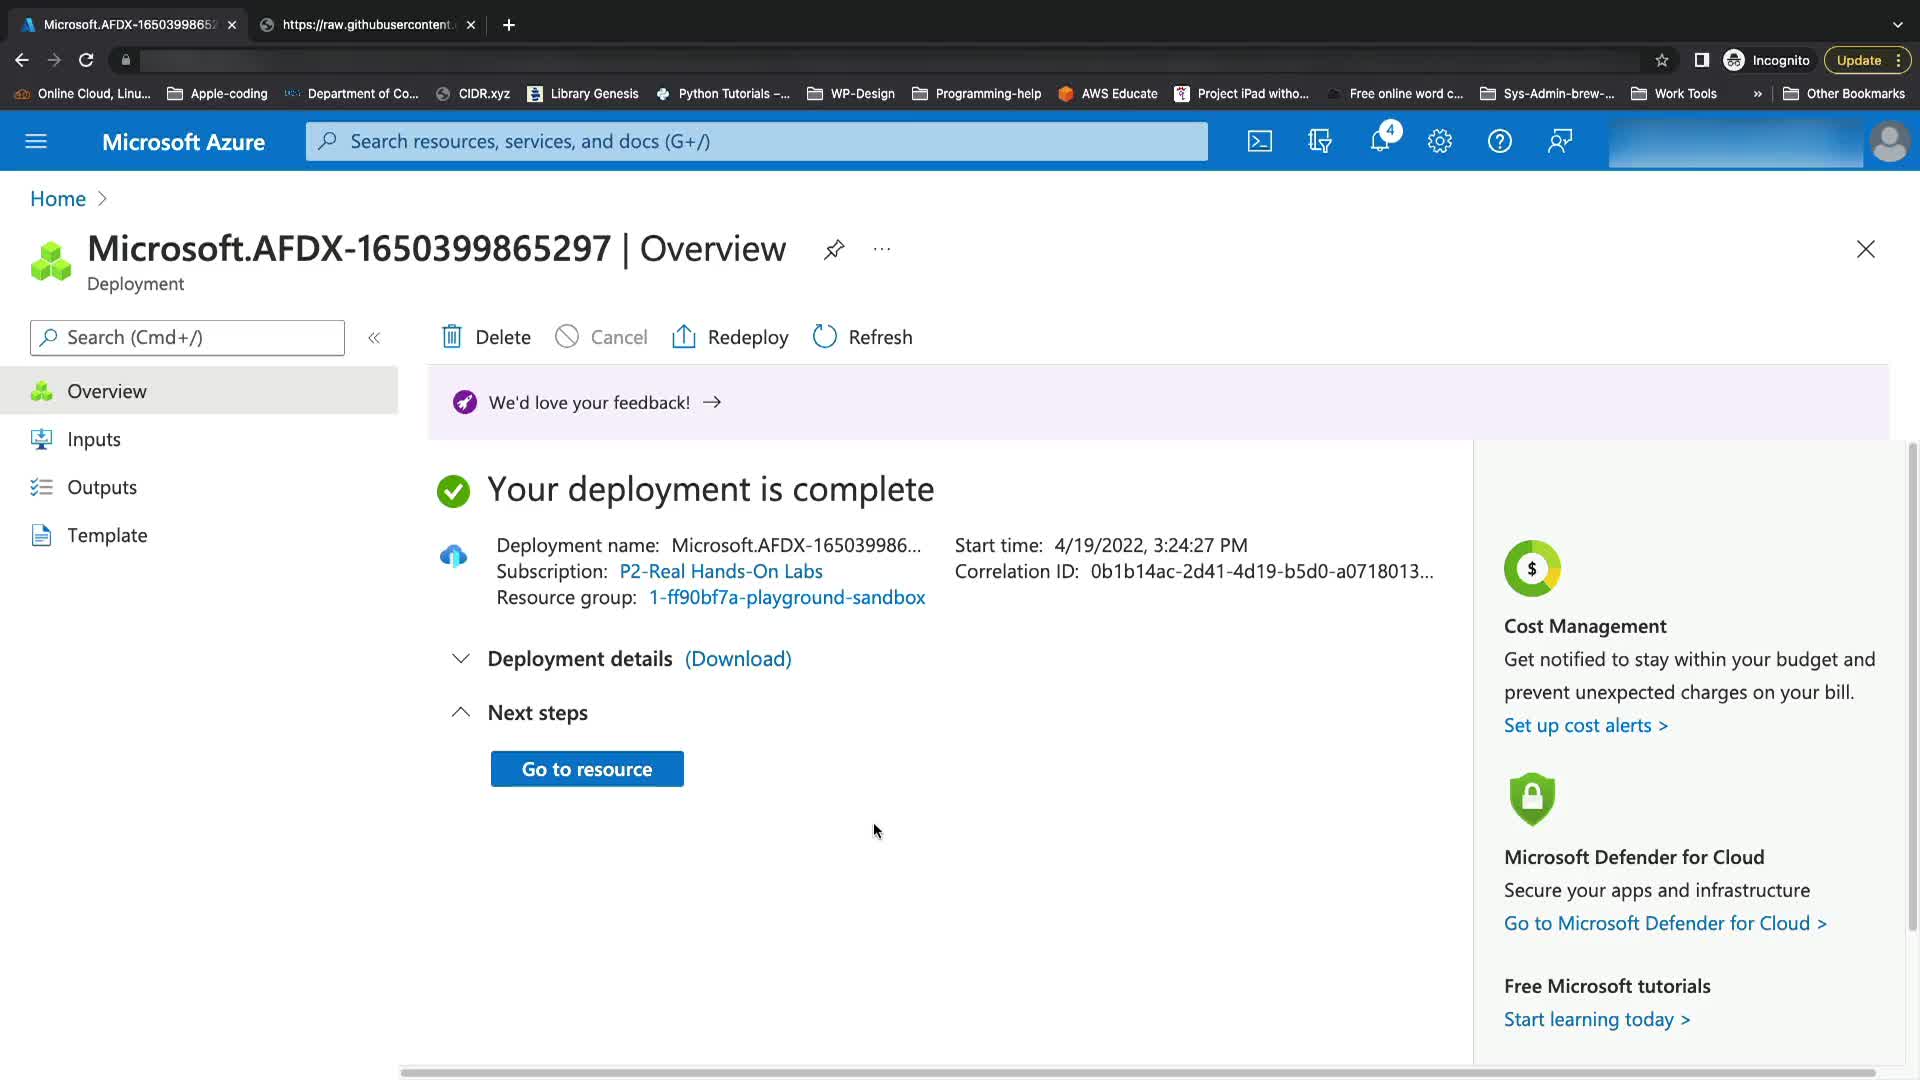 Microsoft.AFDX-16503998652
https://raw.githubusercontent.
Incognito
Update
Online Cloud, Linu...
Apple-coding
Department of Co...
CIDR.xyz
Library Genesis
Python Tutorials –...
WP-Design
Programming-help
AWS Educate
Project iPad witho...
Free online word c...
Sys-Admin-brew-...
Work Tools
»
Other Bookmarks
Microsoft Azure
Search resources, services, and docs (G+/)
4
Home
Microsoft.AFDX-1650399865297 | Overview
...
Deployment
Search (Cmd+/)
«
Delete
Cancel
Redeploy
Refresh
Overview
Inputs
Outputs
Template
We'd love your feedback! →
Your deployment is complete
Deployment name: Microsoft.AFDX-165039986...
Subscription: P2-Real Hands-On Labs
Resource group: 1-ff90bf7a-playground-sandbox
Start time: 4/19/2022, 3:24:27 PM
Correlation ID: 0b1b14ac-2d41-4d19-b5d0-a0718013...
Deployment details (Download)
Next steps
Go to resource
$
Cost Management
Get notified to stay within your budget and
prevent unexpected charges on your bill.
Set up cost alerts >
Microsoft Defender for Cloud
Secure your apps and infrastructure
Go to Microsoft Defender for Cloud >
Free Microsoft tutorials
Start learning today >